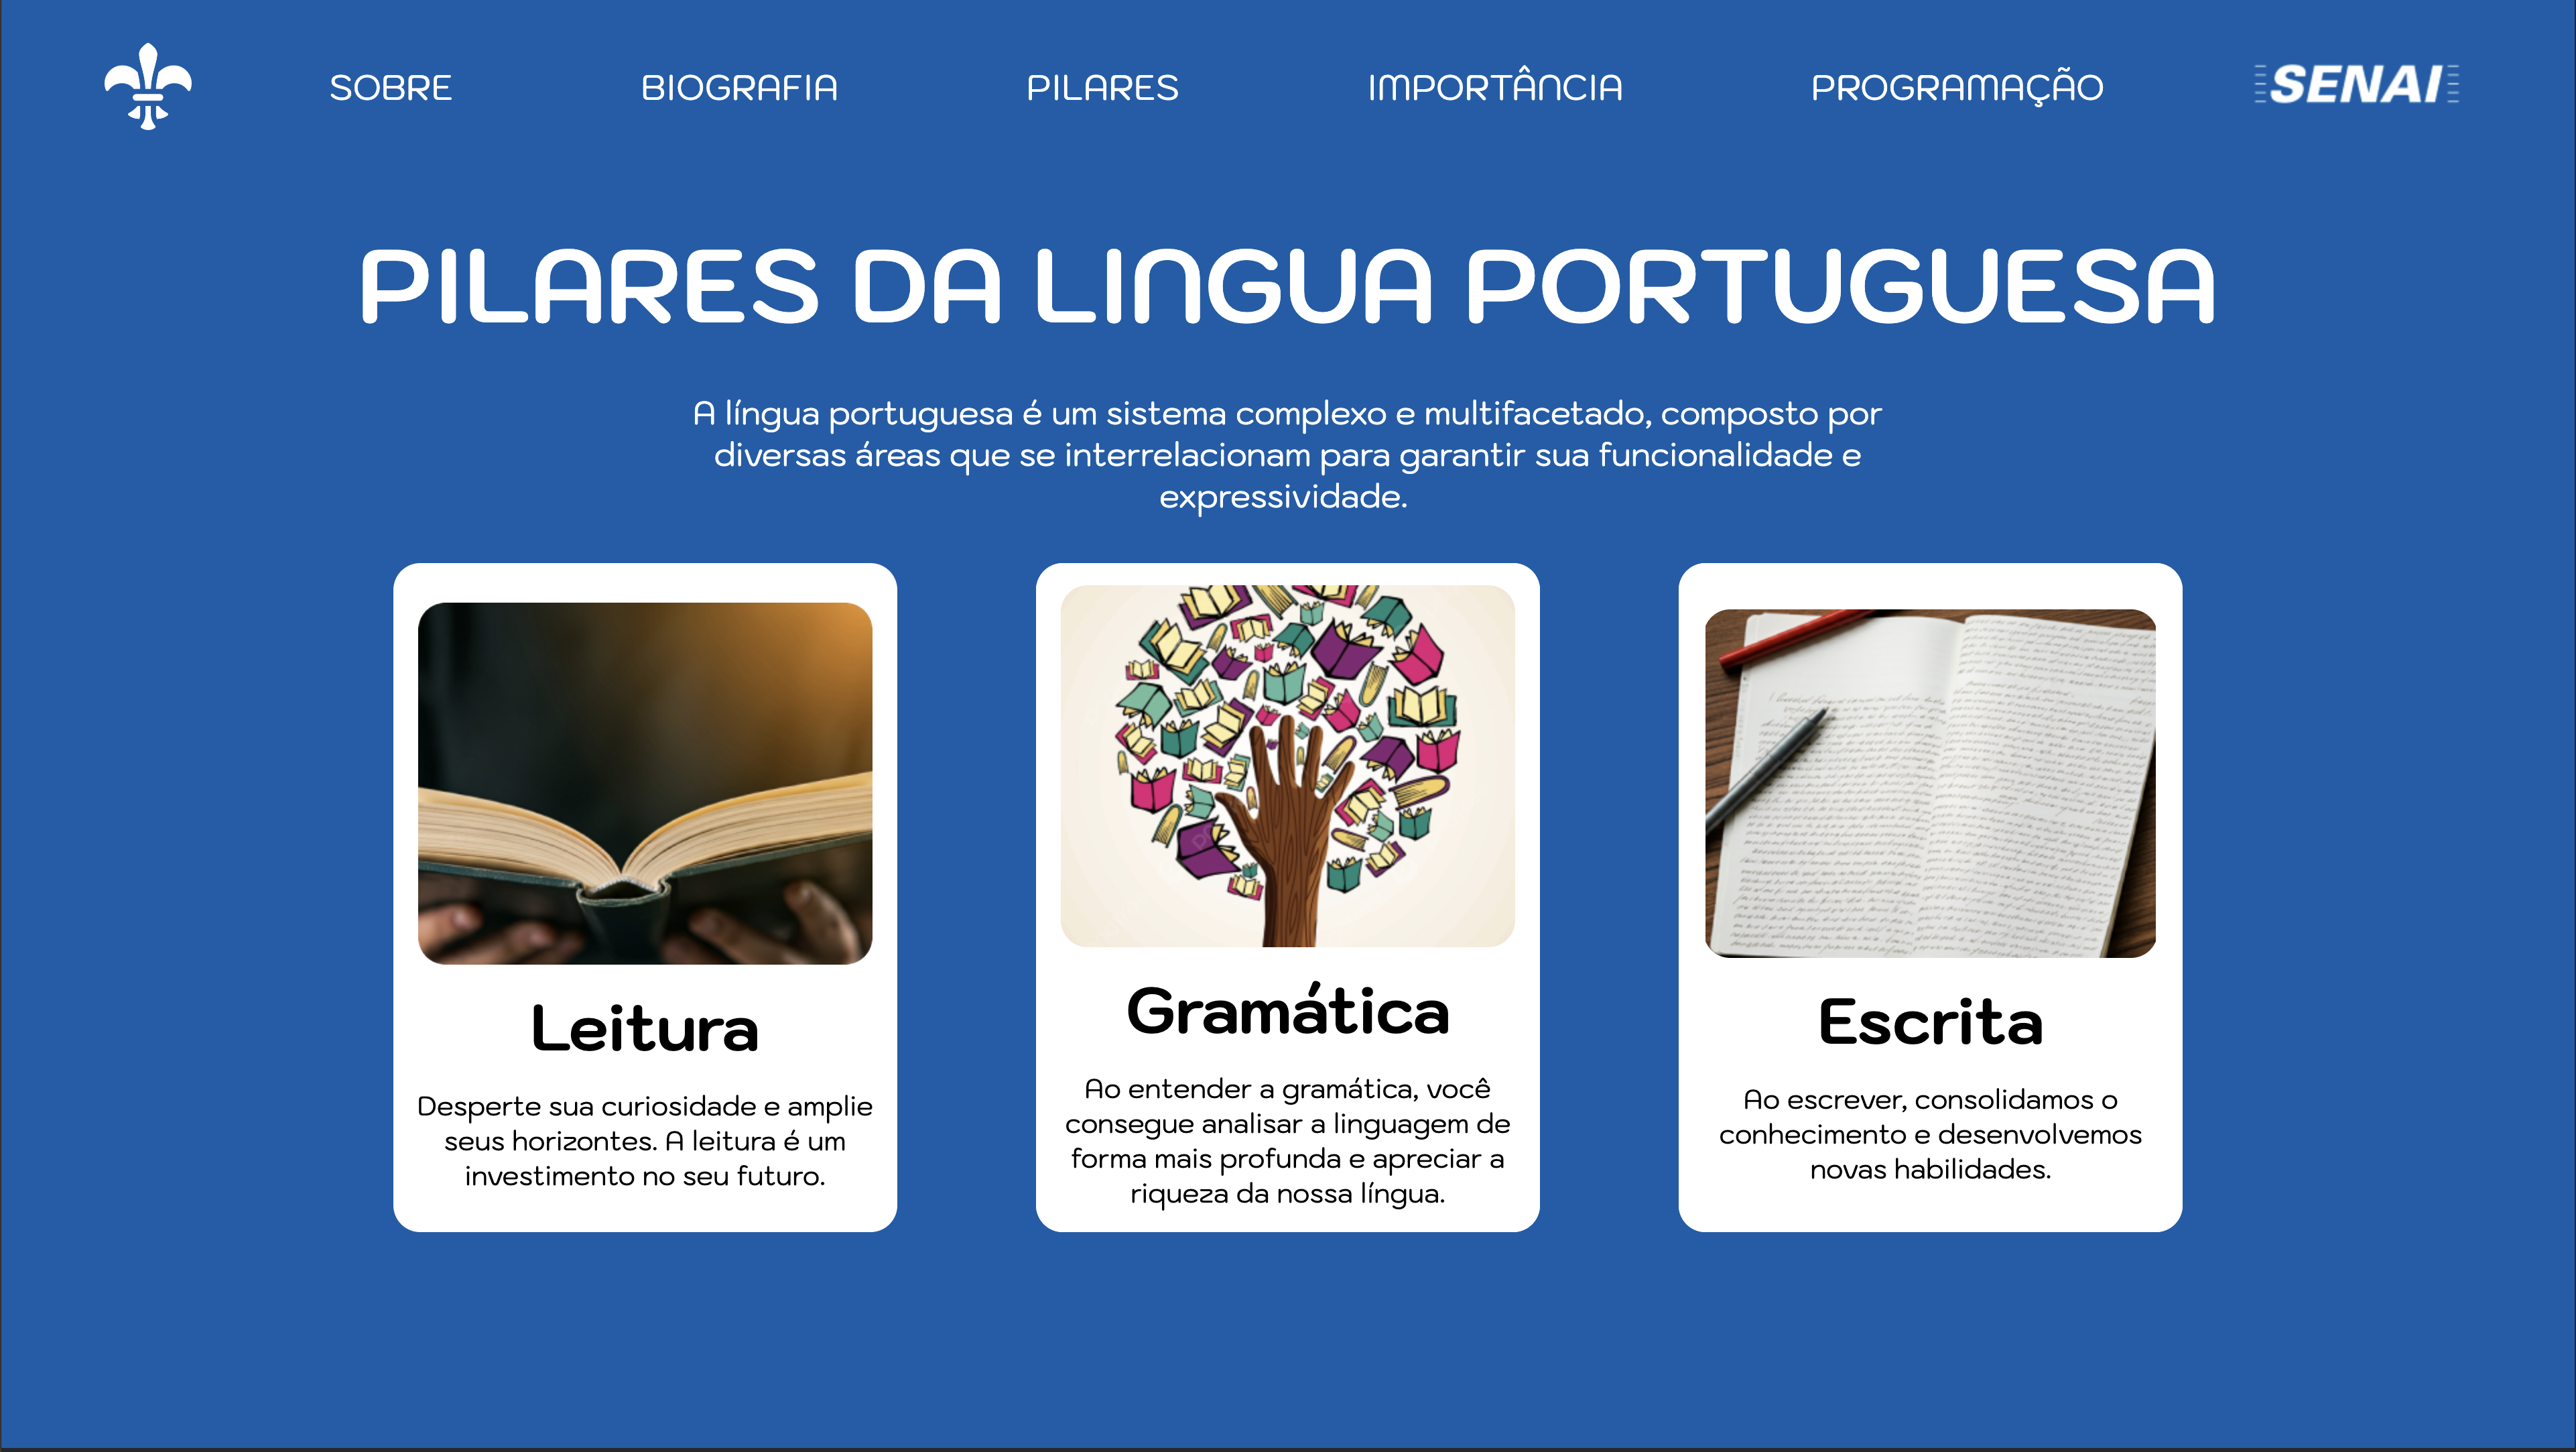 SOBRE
BIOGRAFIA
PILARES
IMPORTÂNCIA
PROGRAMAÇÃO
SENAI
PILARES DA LINGUA PORTUGUESA
A língua portuguesa é um sistema complexo e multifacetado, composto por
diversas áreas que se interrelacionam para garantir sua funcionalidade e
expressividade.
Leitura
Desperte sua curiosidade e amplie
seus horizontes. A leitura é um
investimento no seu futuro.
Gramática
Ao entender a gramática, você
consegue analisar a linguagem de
forma mais profunda e apreciar a
riqueza da nossa língua.
Escrita
Ao escrever, consolidamos o
conhecimento e desenvolvemos
novas habilidades.